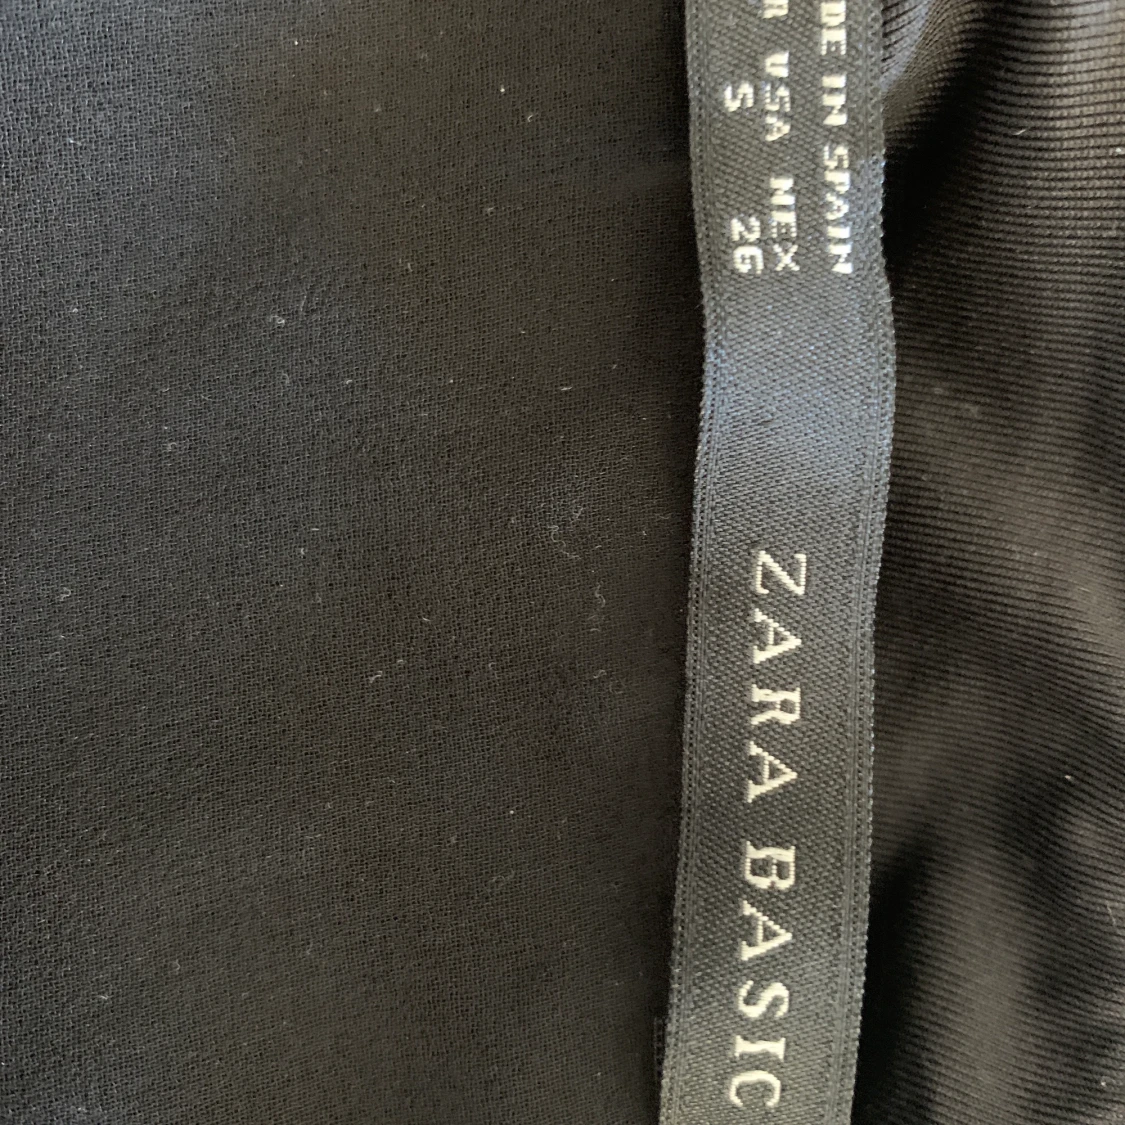 DE IN SPAIN
R USA MEX
S 26
ZARA BASIC